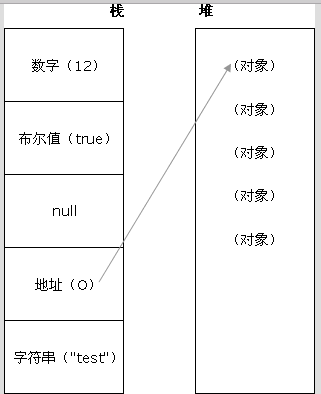 栈 堆
数字（12）
布尔值（true）
null
地址（O）
字符串（"test"）
（对象）
（对象）
（对象）
（对象）
（对象）